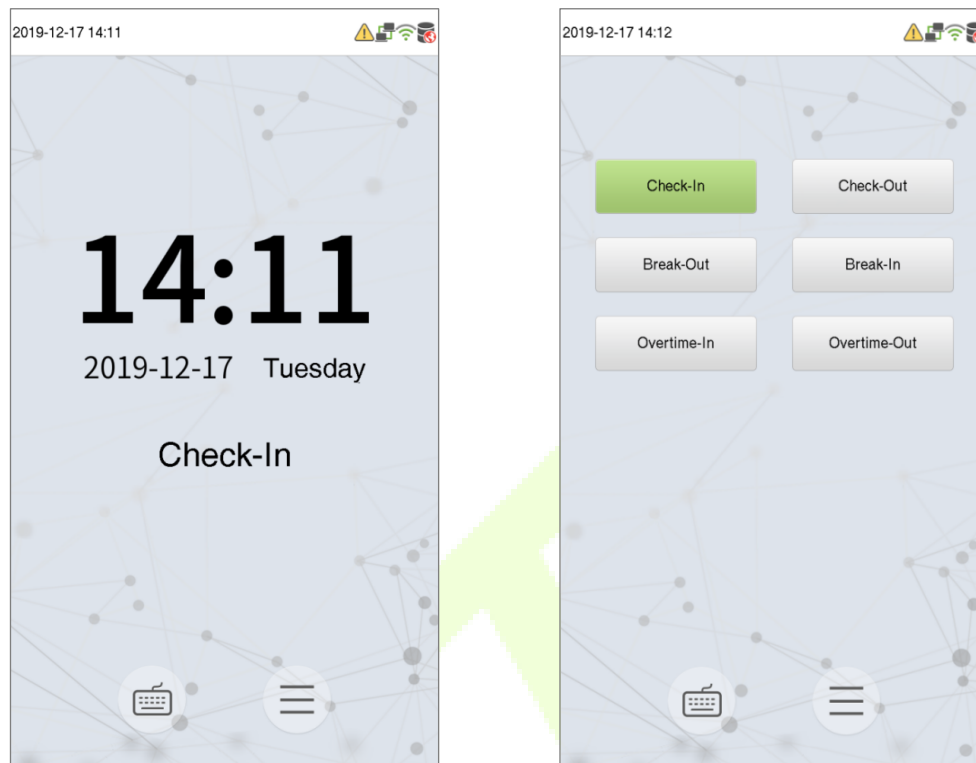 2019-12-17 14:11
14:11
2019-12-17 Tuesday
Check-In
2019-12-17 14:12
Check-In Check-Out
Break-Out Break-In
Overtime-In Overtime-Out